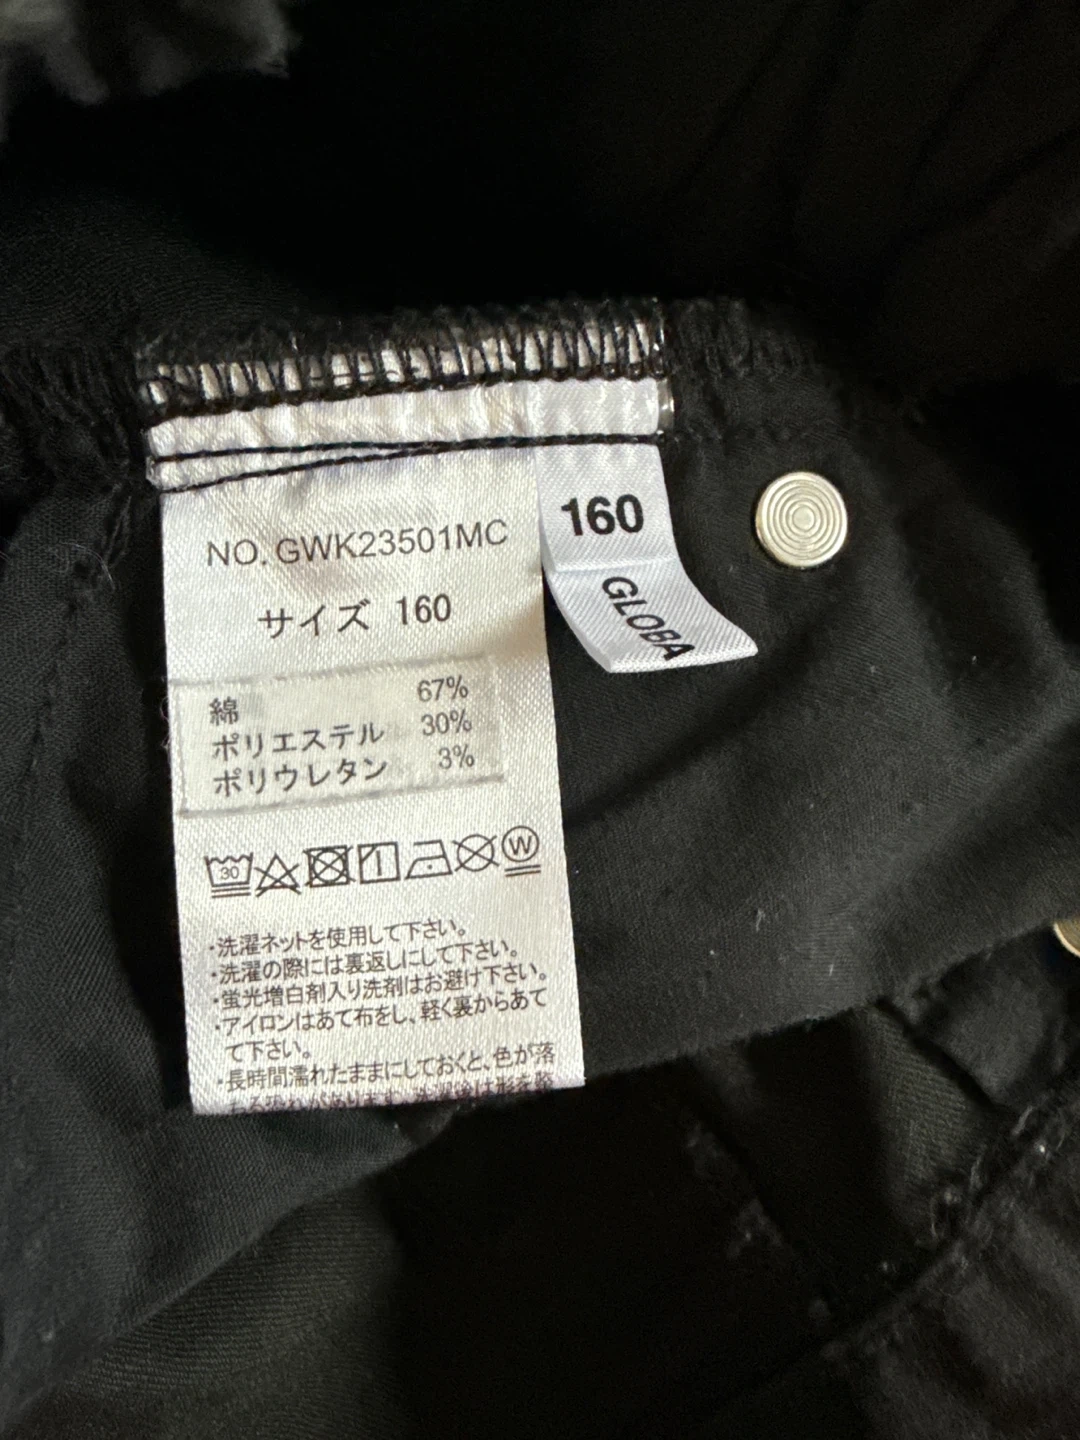 NO. GWK23501MC
サイズ 160
綿 67%
ポリエステル 30%
ポリウレタン 3%
30
W
・洗濯ネットを使用して下さい。
・洗濯の際には裏返しにして下さい。
・蛍光増白剤入り洗剤はお避け下さい。
・アイロンはあて布をし、軽く裏からあて
て下さい。
・長時間濡れたままにしておくと、色が落
160
GLOBA